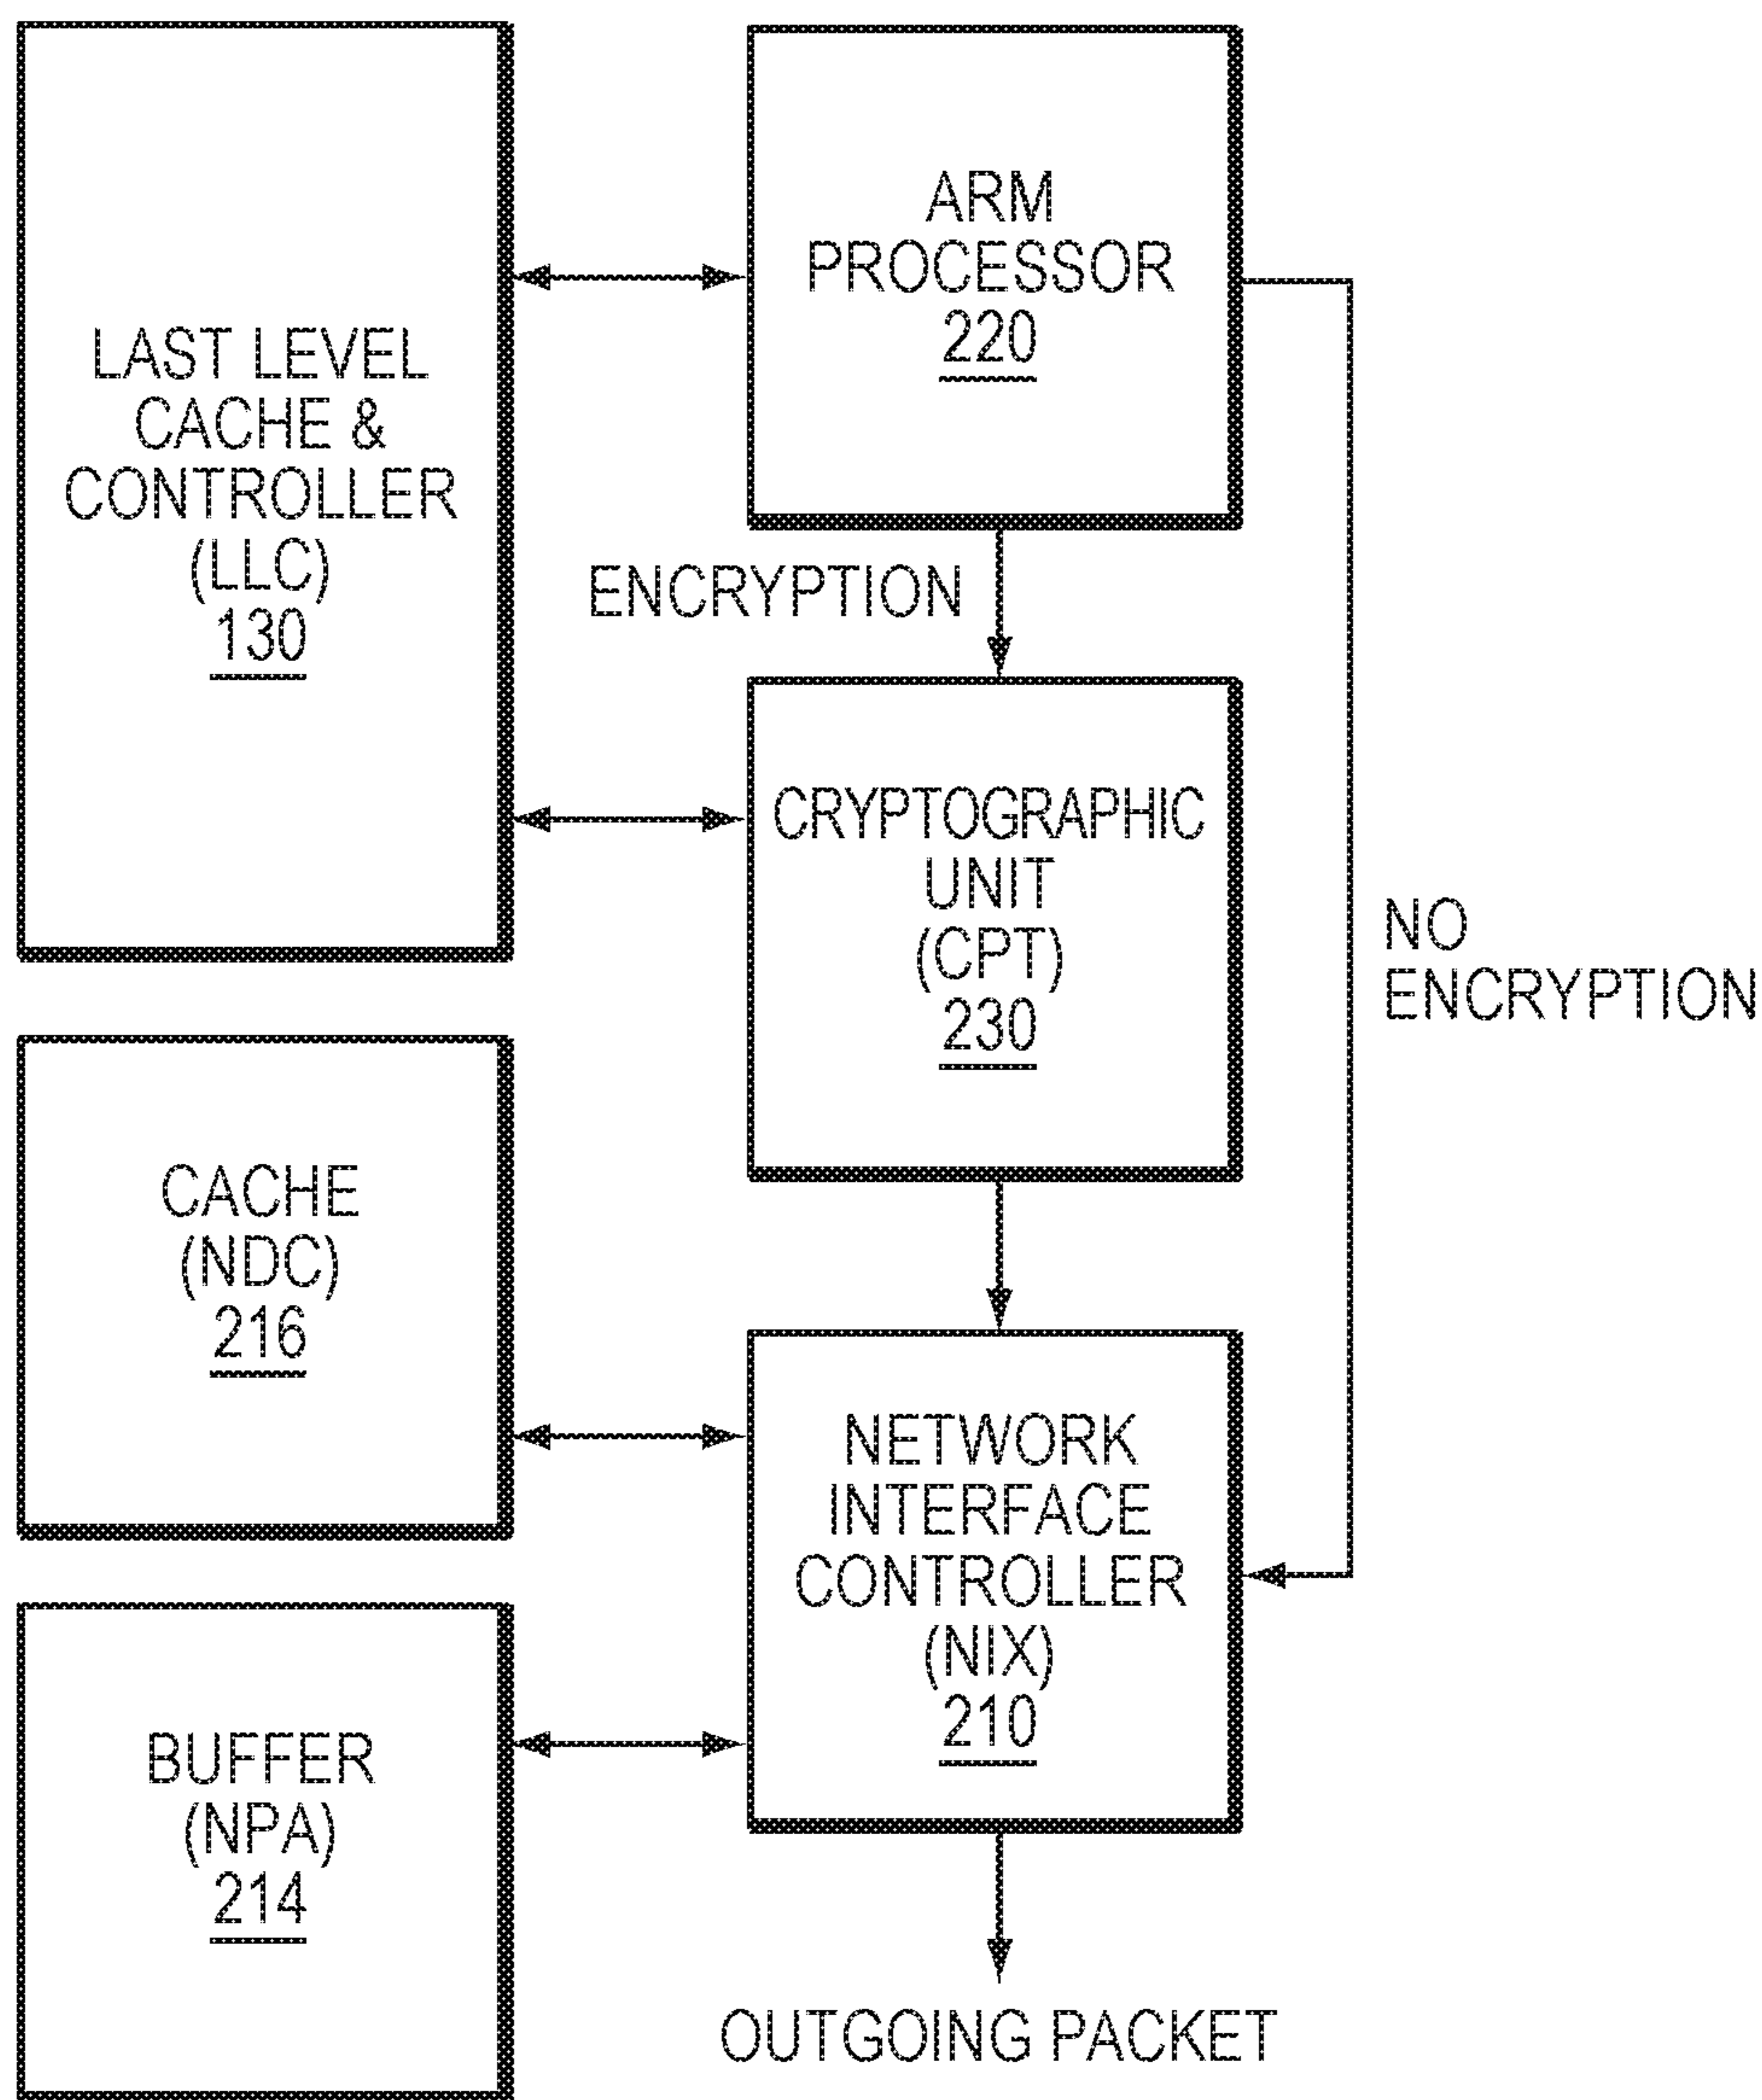 LAST LEVEL
CACHE &
CONTROLLER
(LLC)
130
ARM
PROCESSOR
220
ENCRYPTION
CRYPTOGRAPHIC
UNIT
(CPT)
230
NO
ENCRYPTION
CACHE
(NDC)
216
NETWORK
INTERFACE
CONTROLLER
(NIX)
210
BUFFER
(NPA)
214
OUTGOING PACKET